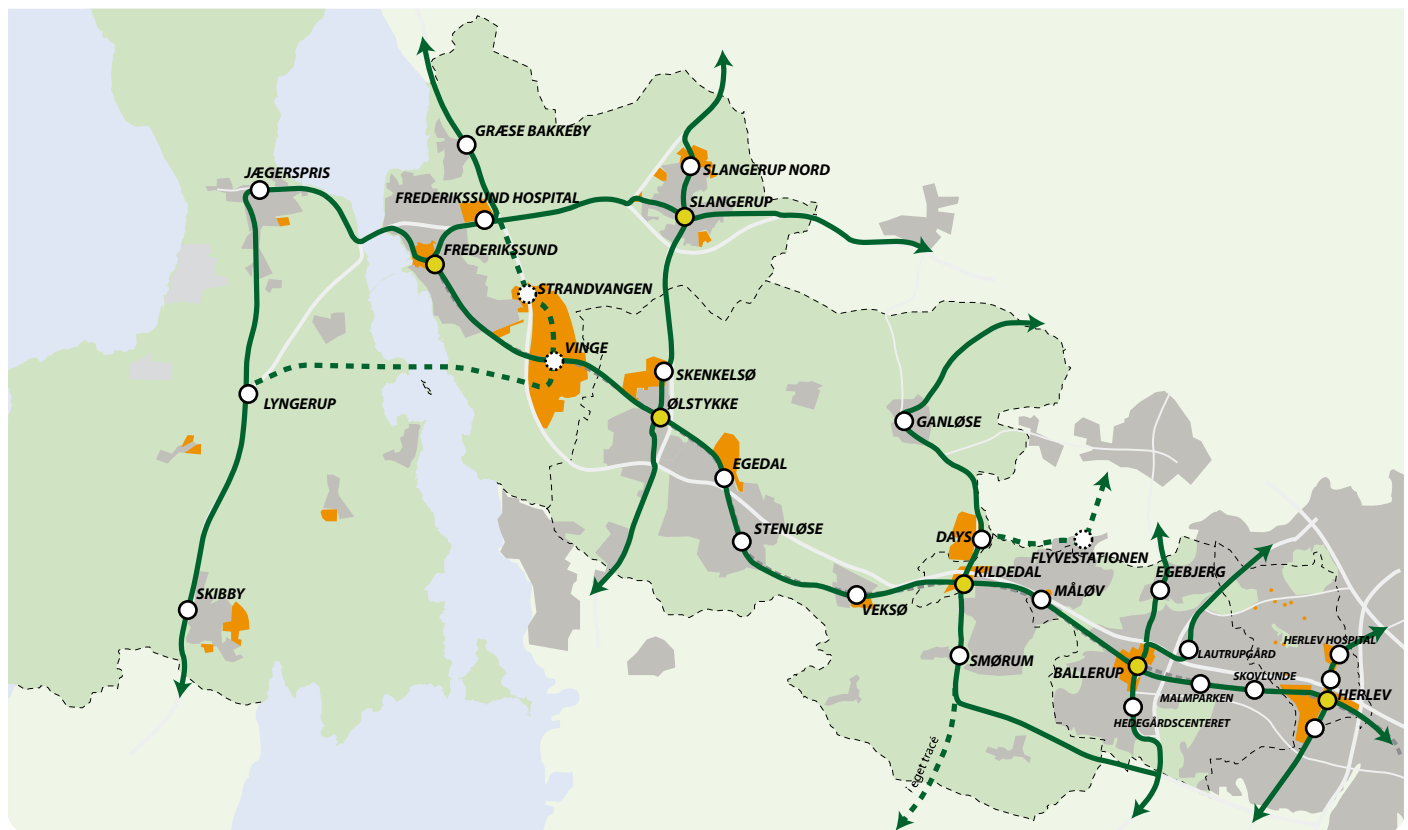 GRÆSE BAKKEBY
JÆGERSPRIS
SLANGERUP NORD
FREDERIKSSUND HOSPITAL
SLANGERUP
FREDERIKSSUND
STRANDVANGEN
VINGE
SKENKELSØ
LYNGERUP
ØLSTYKKE
GANLØSE
EGEDAL
STENLØSE
DAYS
FLYVESTATIONEN
KILDEDAL
EGEBJERG
MÅLØV
SKIBBY
VEKSØ
HERLEV HOSPITAL
LAUTRUPGÅRD
SMØRUM
BALLERUP
SKOVLUNDE
MALMPARKEN
HERLEV
HEDEGÅRDSCENTERET
I eget tracé